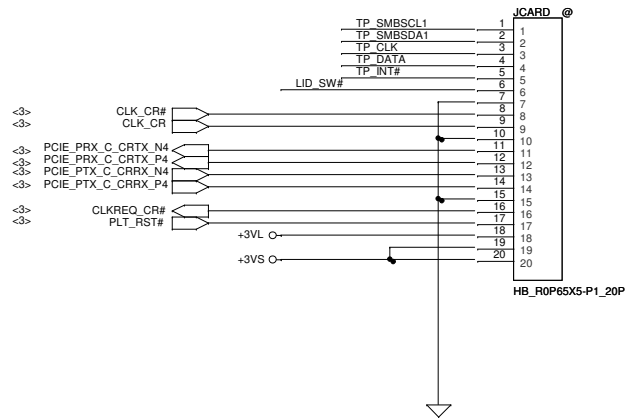 JCARD @
TP_SMBSCL1 1 1
TP_SMBSDA1 2 2
TP_CLK 3 3
TP_DATA 4 4
TP_INT# 5 5
LID_SW# 6 6
7 7
<3> CLK_CR# 8 8
<3> CLK_CR 9 9
10 10
<3> PCIE_PRX_C_CRTX_N4 11 11
<3> PCIE_PRX_C_CRTX_P4 12 12
<3> PCIE_PTX_C_CRRX_N4 13 13
<3> PCIE_PTX_C_CRRX_P4 14 14
15 15
<3> CLKREQ_CR# 16 16
<3> PLT_RST# 17 17
+3VL 18 18
19 19
+3VS 20 20
HB_R0P65X5-P1_20P